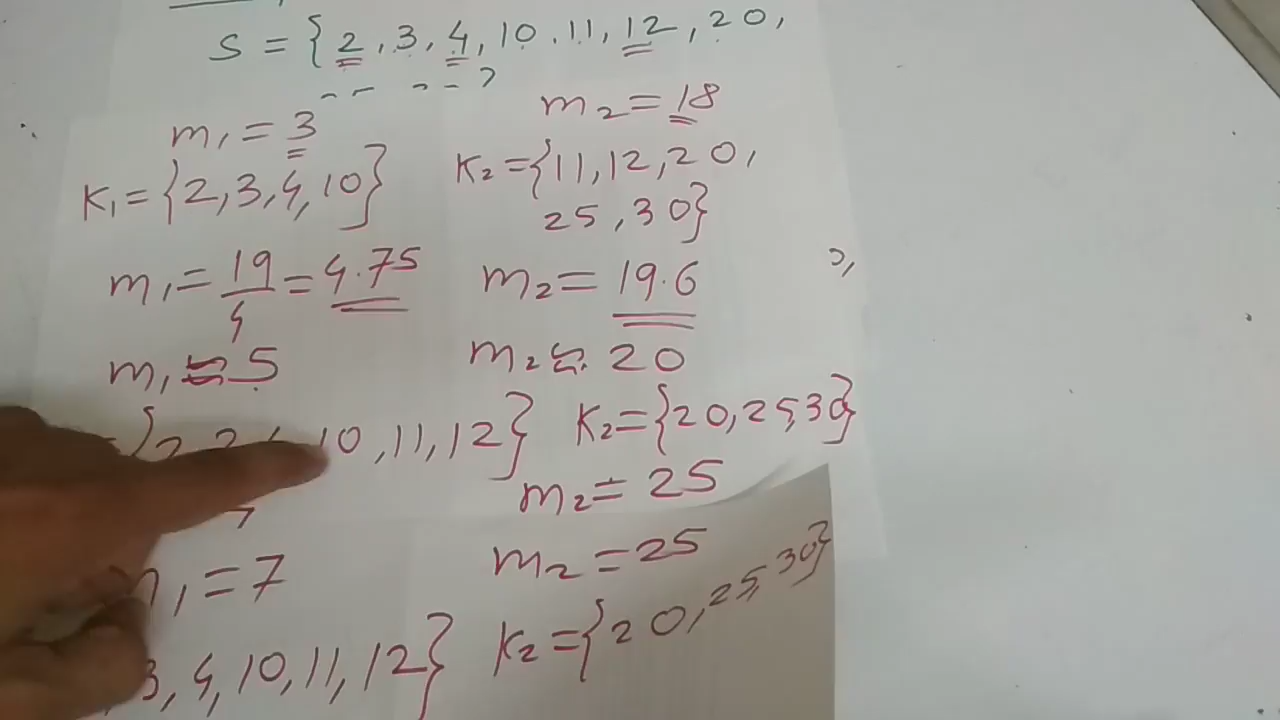 S = {2, 3, 4, 10, 11, 12, 20,
m₁ = 3
m₂ = 18
K₁ = {2, 3, 4, 10}
K₂ = {11, 12, 20,
25, 30}
m₁ = 19/4 = 4.75
m₂ = 19.6
m₁ ≈ 5
m₂ ≈ 20
10, 11, 12}
K₂ = {20, 25, 30}
m₂ = 25
m₁ = 7
m₂ = 25
3, 4, 10, 11, 12}
K₂ = {20, 25, 30}